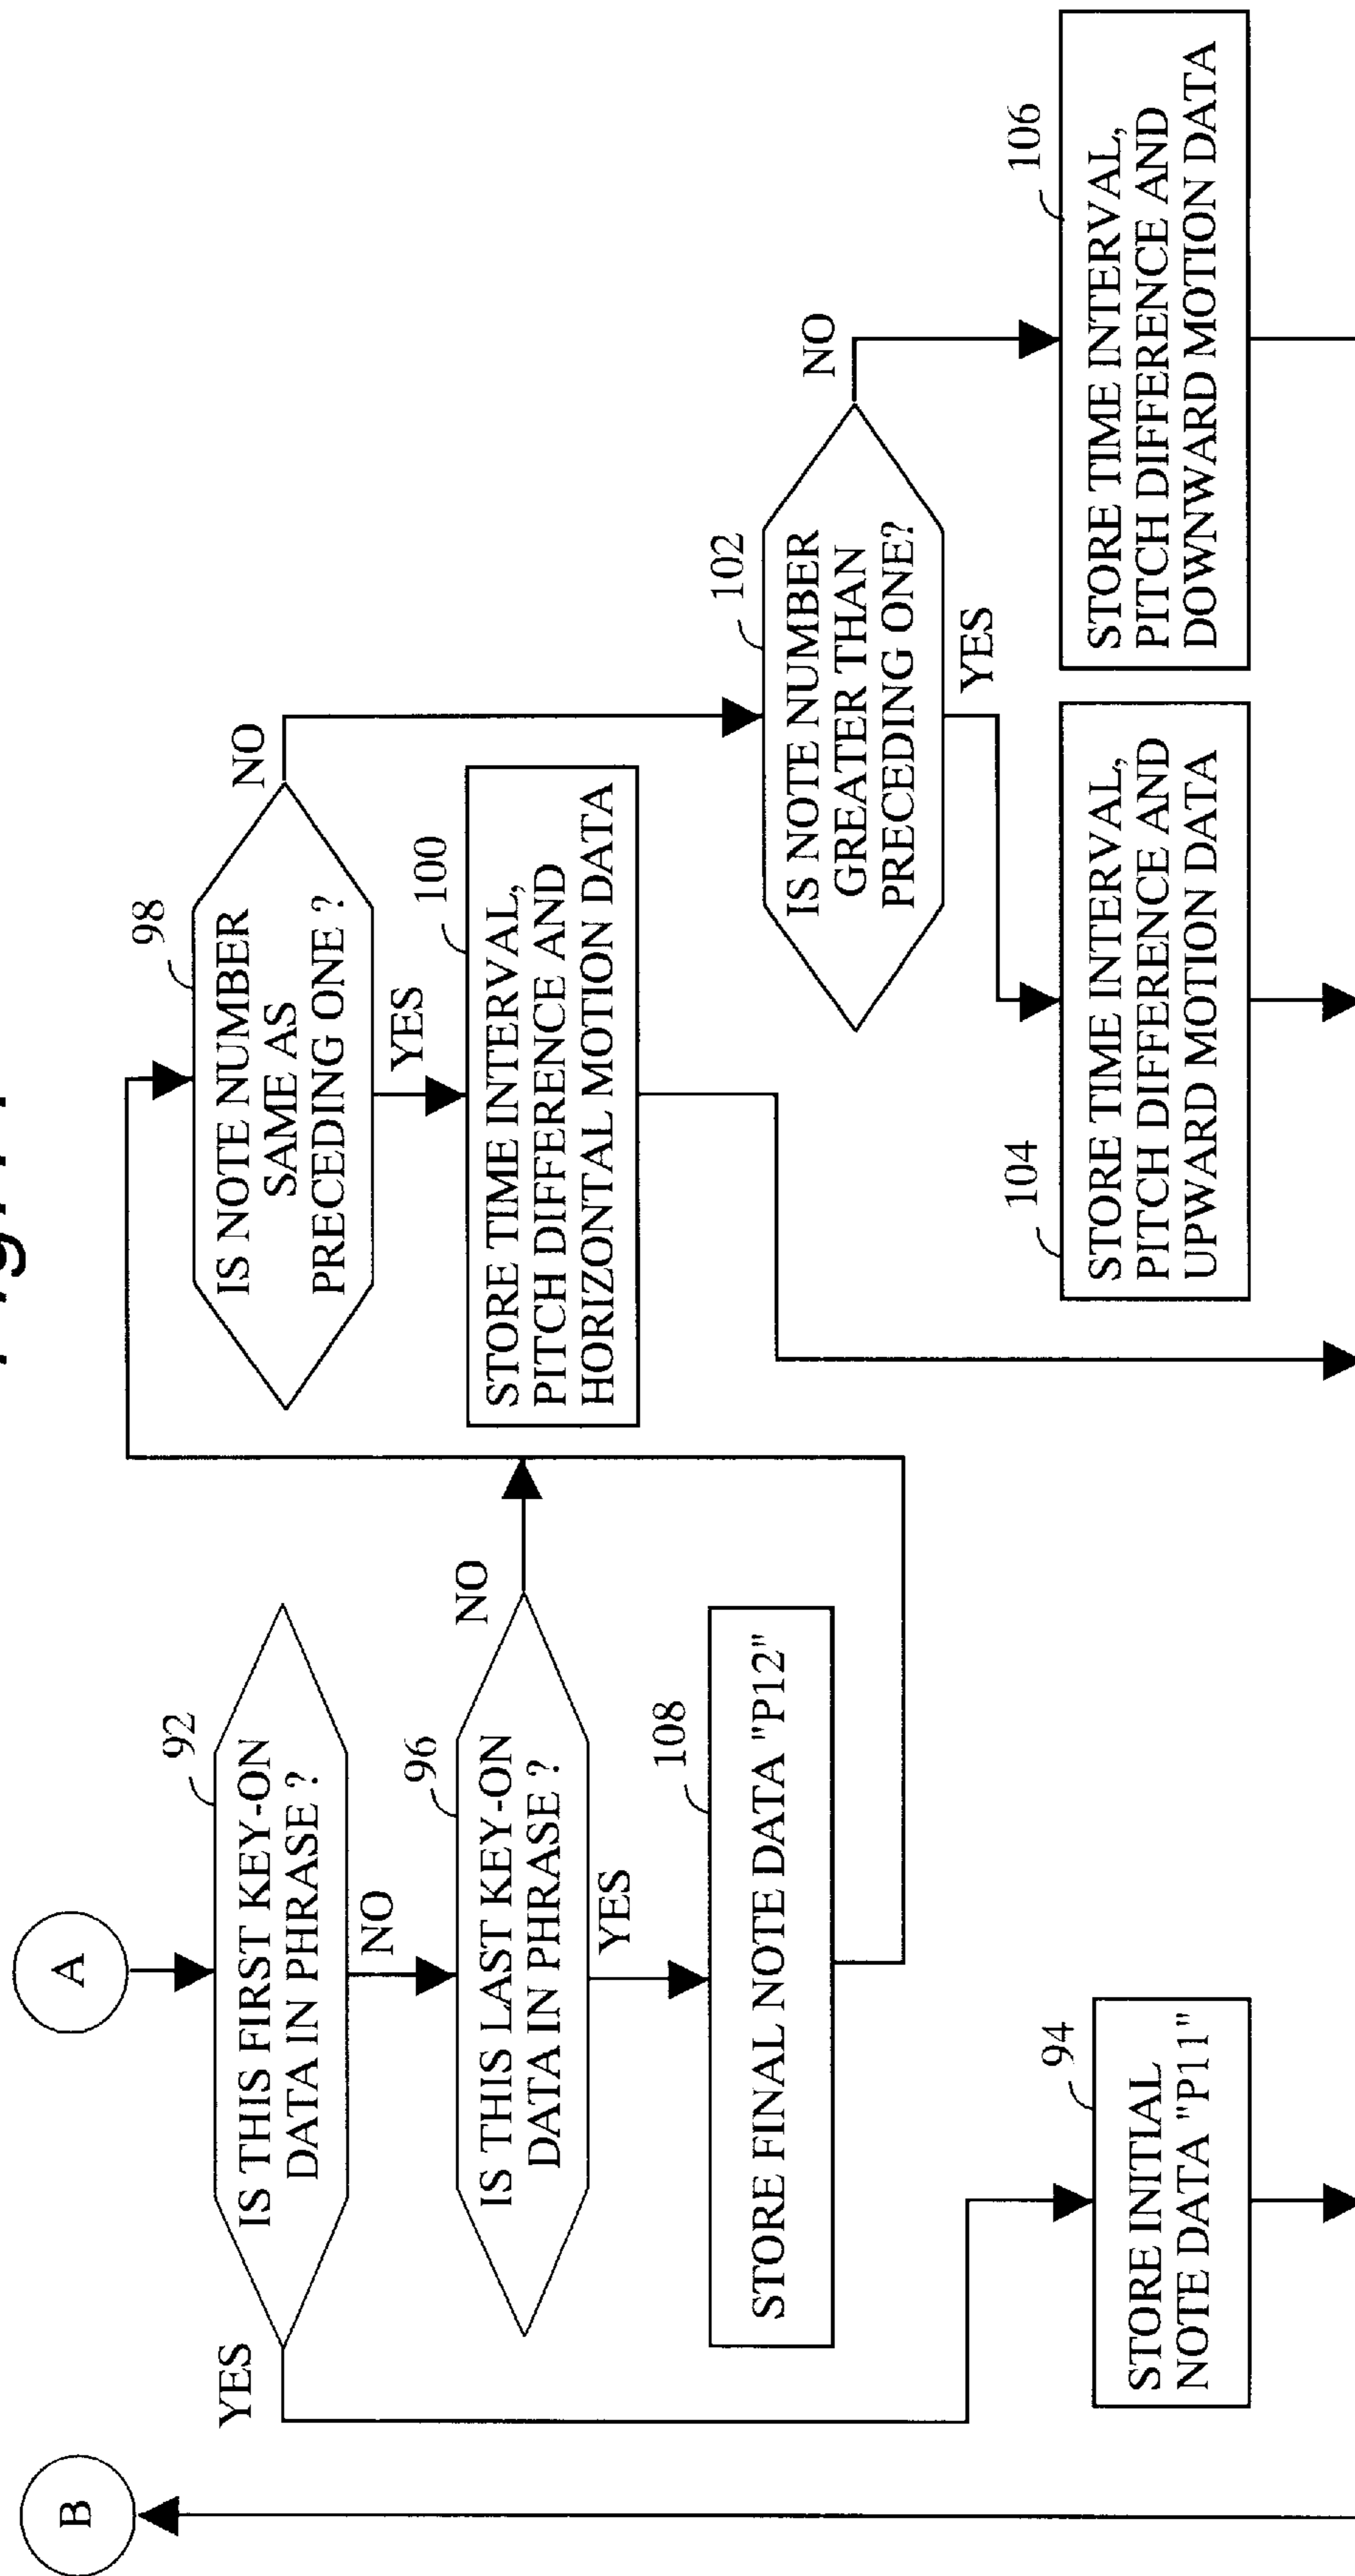 B
A
YES
92
IS THIS FIRST KEY-ON
DATA IN PHRASE ?
NO
96
IS THIS LAST KEY-ON
DATA IN PHRASE ?
NO
YES
108
STORE FINAL NOTE DATA "P12"
94
STORE INITIAL
NOTE DATA "P11"
98
IS NOTE NUMBER
SAME AS
PRECEDING ONE ?
NO
YES
100
STORE TIME INTERVAL,
PITCH DIFFERENCE AND
HORIZONTAL MOTION DATA
102
IS NOTE NUMBER
GREATER THAN
PRECEDING ONE?
NO
YES
104
STORE TIME INTERVAL,
PITCH DIFFERENCE AND
UPWARD MOTION DATA
106
STORE TIME INTERVAL,
PITCH DIFFERENCE AND
DOWNWARD MOTION DATA